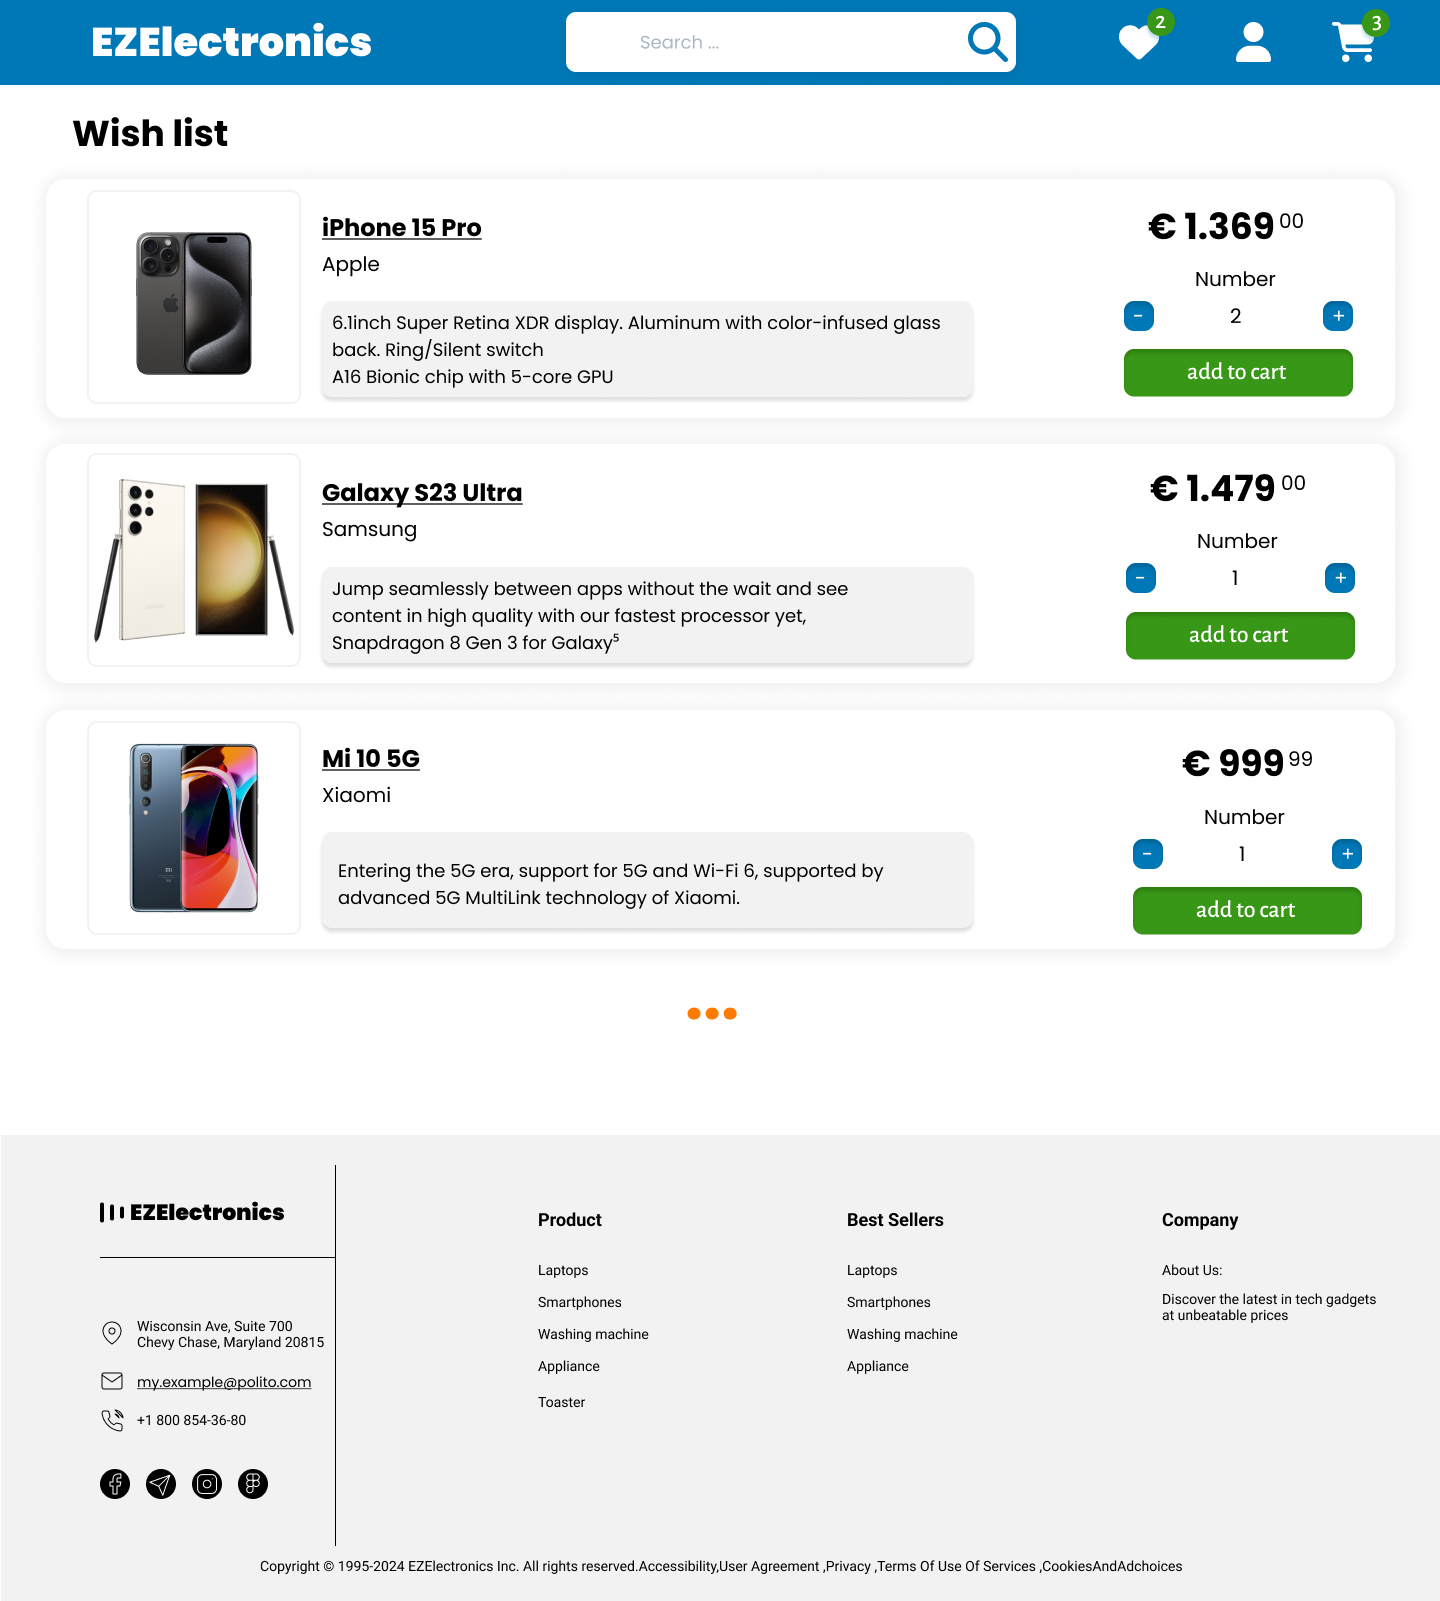 EZElectronics
Search ...
2
3
Wish list
iPhone 15 Pro
Apple
6.1inch Super Retina XDR display. Aluminum with color-infused glass
back. Ring/Silent switch
A16 Bionic chip with 5-core GPU
€ 1.369 00
Number
- 2 +
add to cart
Galaxy S23 Ultra
Samsung
Jump seamlessly between apps without the wait and see
content in high quality with our fastest processor yet,
Snapdragon 8 Gen 3 for Galaxy⁵
€ 1.479 00
Number
- 1 +
add to cart
Mi 10 5G
Xiaomi
Entering the 5G era, support for 5G and Wi-Fi 6, supported by
advanced 5G MultiLink technology of Xiaomi.
€ 999 99
Number
- 1 +
add to cart
EZElectronics
Wisconsin Ave, Suite 700
Chevy Chase, Maryland 20815
my.example@polito.com
+1 800 854-36-80
Product
Laptops
Smartphones
Washing machine
Appliance
Toaster
Best Sellers
Laptops
Smartphones
Washing machine
Appliance
Company
About Us:
Discover the latest in tech gadgets
at unbeatable prices
Copyright © 1995-2024 EZElectronics Inc. All rights reserved.Accessibility,User Agreement ,Privacy ,Terms Of Use Of Services ,CookiesAndAdchoices